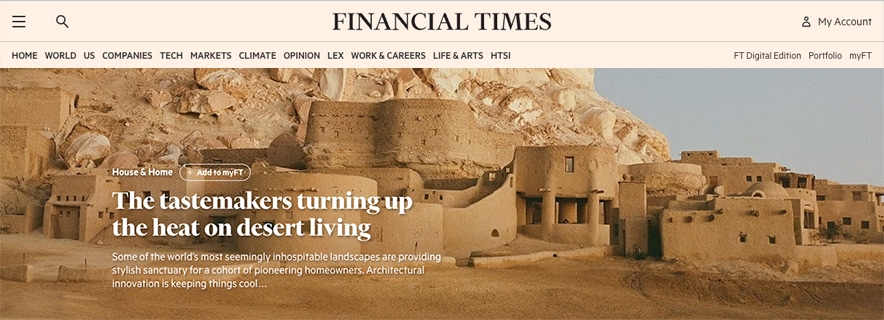 FINANCIAL TIMES
My Account
HOME WORLD US COMPANIES TECH MARKETS CLIMATE OPINION LEX WORK & CAREERS LIFE & ARTS HTSI
FT Digital Edition Portfolio myFT
House & Home + Add to myFT
The tastemakers turning up
the heat on desert living
Some of the world's most seemingly inhospitable landscapes are providing
stylish sanctuary for a cohort of pioneering homeowners. Architectural
innovation is keeping things cool…